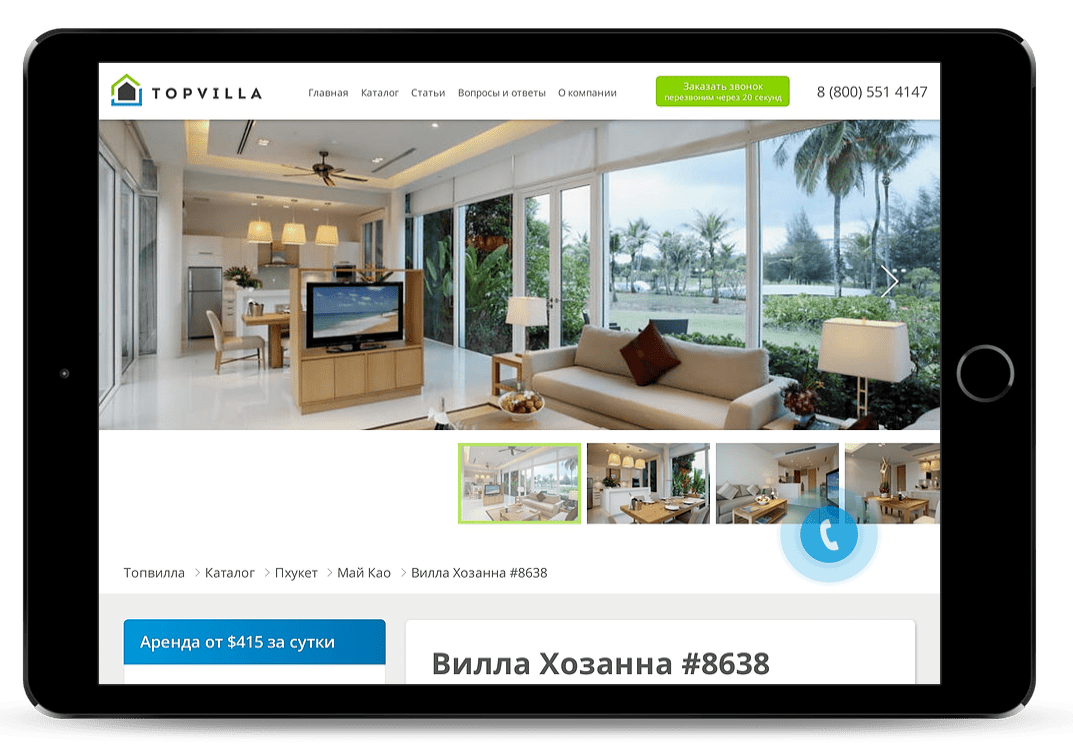 TOPVILLA
Главная Каталог Статьи Вопросы и ответы О компании
Заказать звонок
перезвоним через 20 секунд
8 (800) 551 4147
Топвилла > Каталог > Пхукет > Май Као > Вилла Хозанна #8638
Аренда от $415 за сутки
Вилла Хозанна #8638